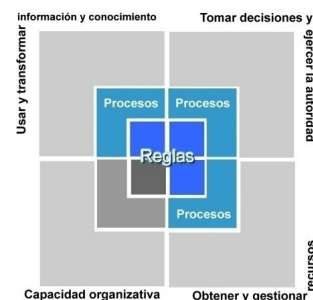 información y conocimiento
Tomar decisiones y
ejercer la autoridad
Usar y transformar
Procesos Procesos
Reglas
Procesos
recursos
Capacidad organizativa
Obtener y gestionar